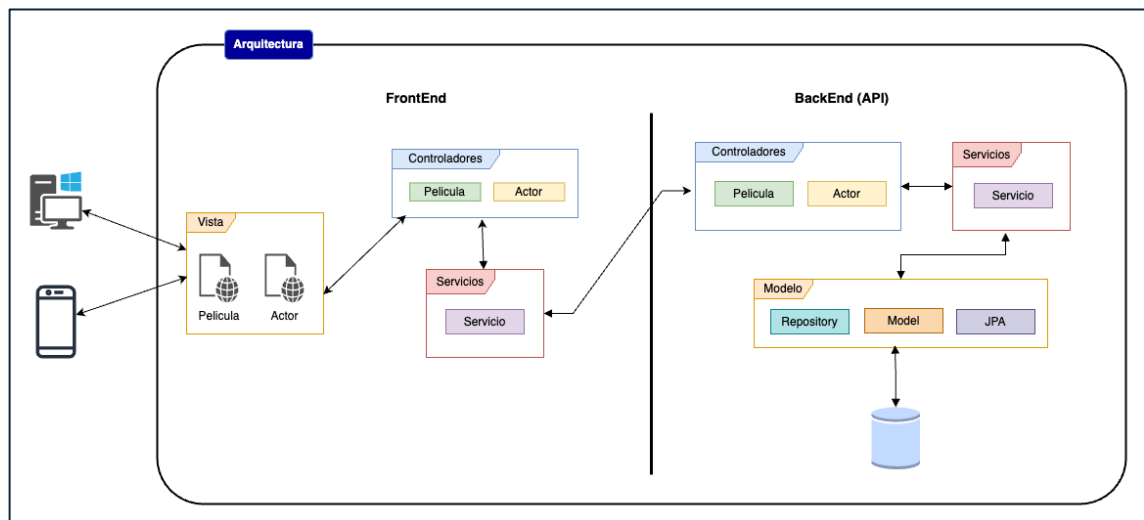 Arquitectura
FrontEnd
BackEnd (API)
Controladores
Pelicula
Actor
Vista
Pelicula
Actor
Servicios
Servicio
Controladores
Pelicula
Actor
Servicios
Servicio
Modelo
Repository
Model
JPA